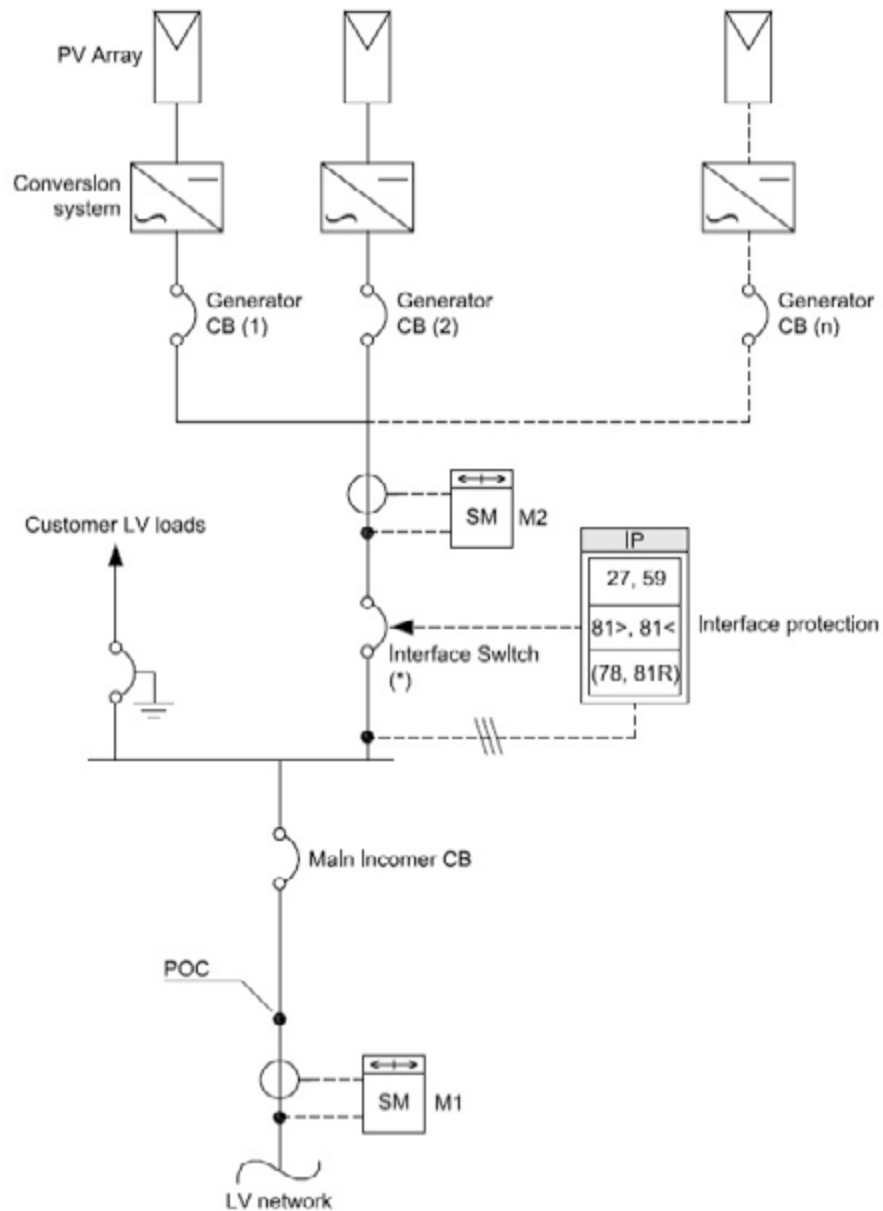 PV Array
Conversion
system
Generator
CB (1)
Generator
CB (2)
Generator
CB (n)
SM
M2
Customer LV loads
IP
27, 59
81>, 81<
(78, 81R)
Interface protection
Interface Switch
(*)
Main Incomer CB
POC
SM
M1
LV network